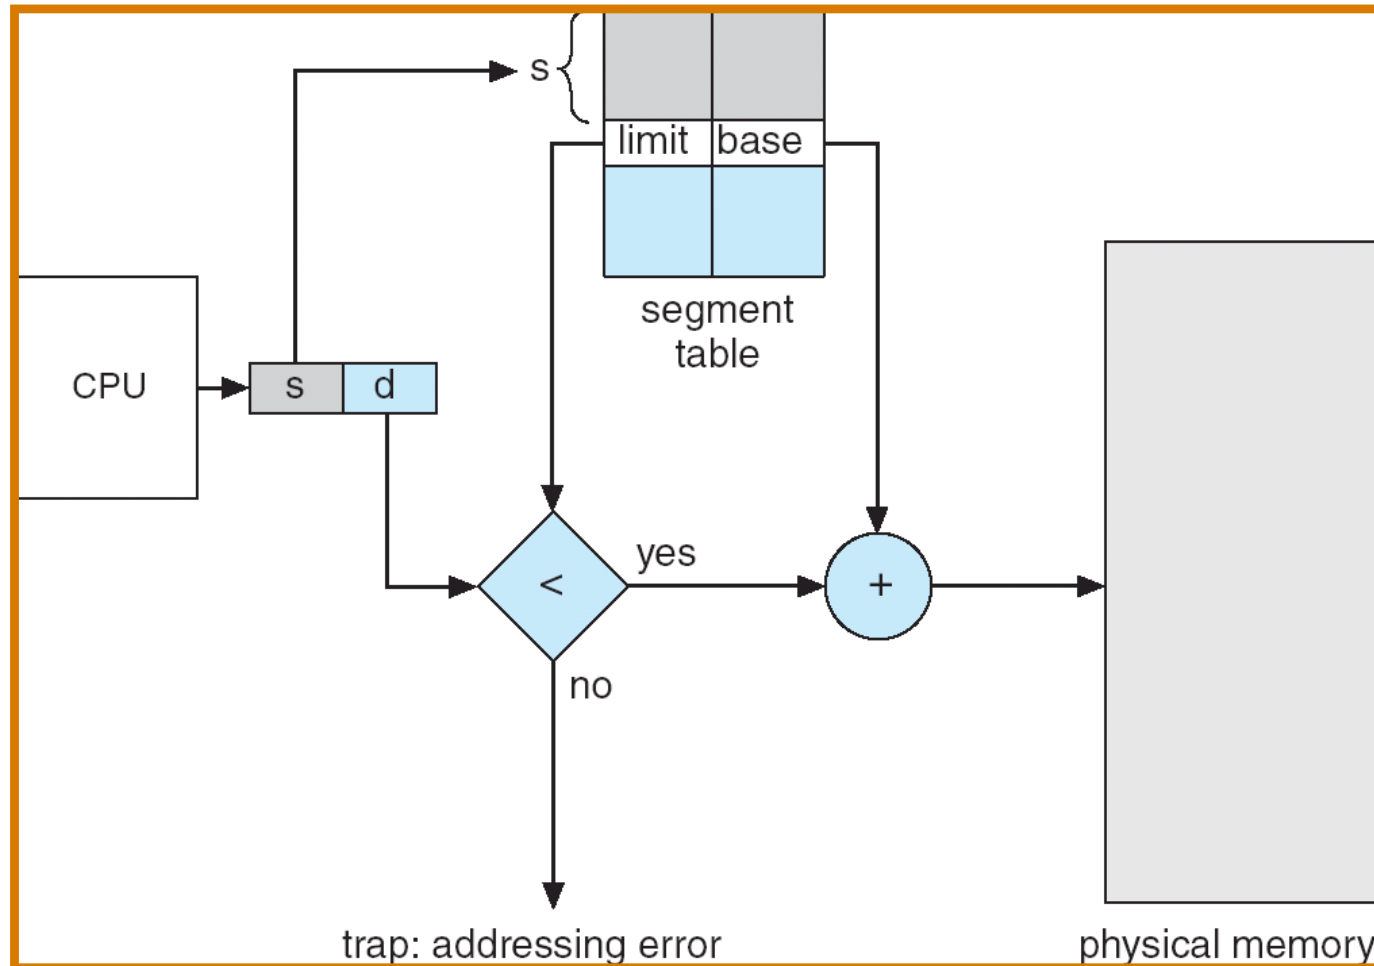 s
limit base
segment
table
CPU
s d
yes
<
+
no
trap: addressing error
physical memory